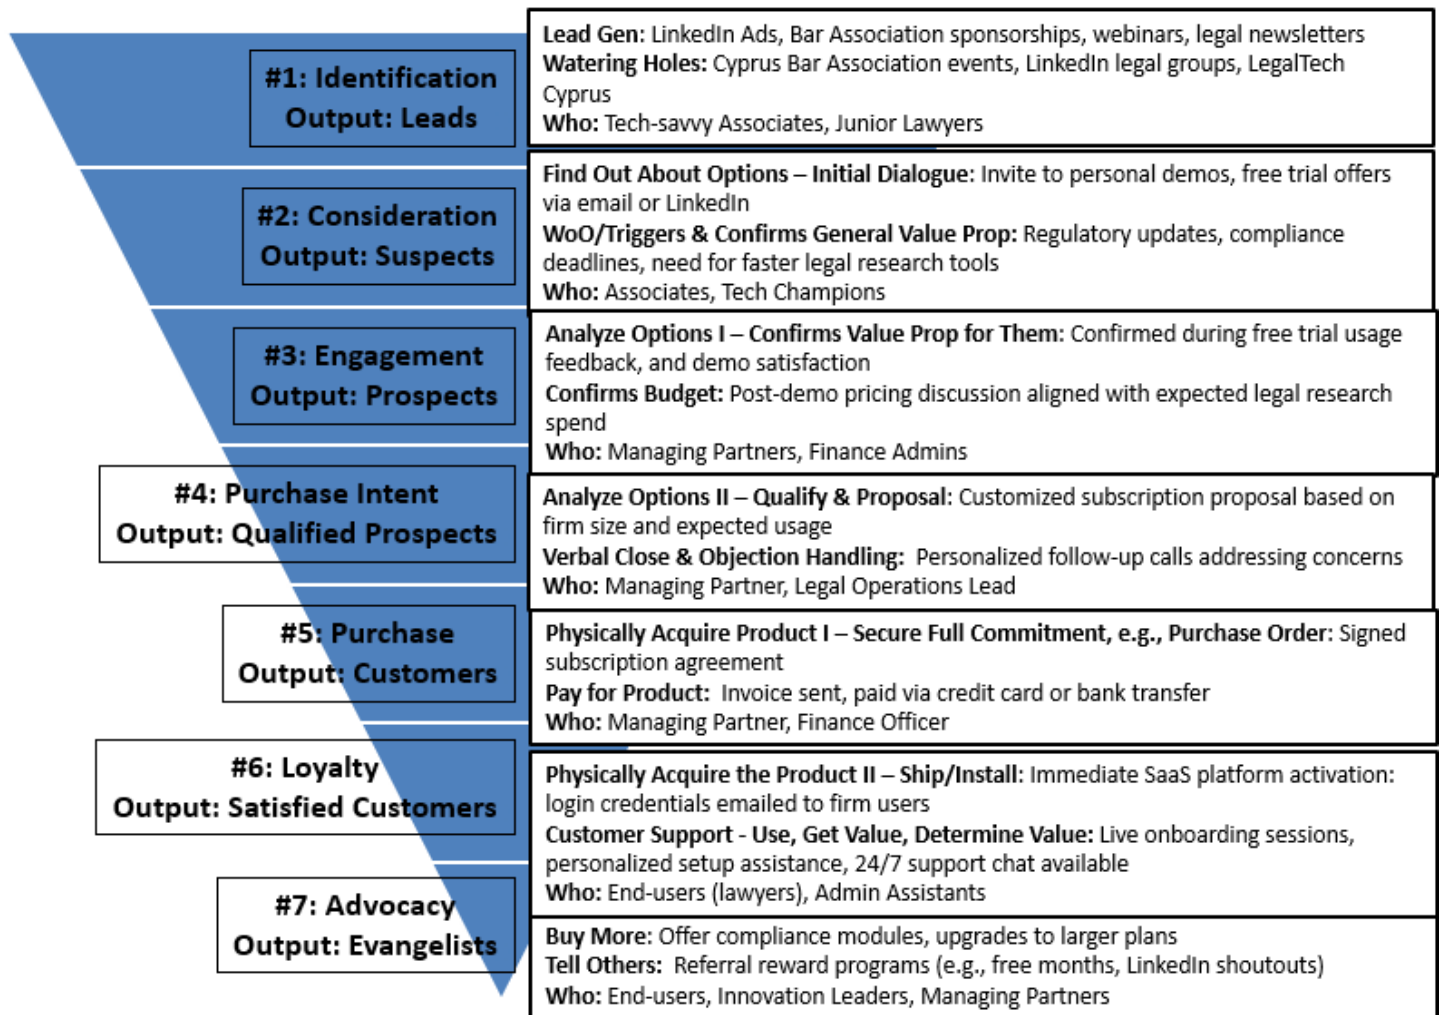 #1: Identification
Output: Leads
Lead Gen: LinkedIn Ads, Bar Association sponsorships, webinars, legal newsletters
Watering Holes: Cyprus Bar Association events, LinkedIn legal groups, LegalTech
Cyprus
Who: Tech-savvy Associates, Junior Lawyers
#2: Consideration
Output: Suspects
Find Out About Options – Initial Dialogue: Invite to personal demos, free trial offers
via email or LinkedIn
WoO/Triggers & Confirms General Value Prop: Regulatory updates, compliance
deadlines, need for faster legal research tools
Who: Associates, Tech Champions
#3: Engagement
Output: Prospects
Analyze Options I – Confirms Value Prop for Them: Confirmed during free trial usage
feedback, and demo satisfaction
Confirms Budget: Post-demo pricing discussion aligned with expected legal research
spend
Who: Managing Partners, Finance Admins
#4: Purchase Intent
Output: Qualified Prospects
Analyze Options II – Qualify & Proposal: Customized subscription proposal based on
firm size and expected usage
Verbal Close & Objection Handling: Personalized follow-up calls addressing concerns
Who: Managing Partner, Legal Operations Lead
#5: Purchase
Output: Customers
Physically Acquire Product I – Secure Full Commitment, e.g., Purchase Order: Signed
subscription agreement
Pay for Product: Invoice sent, paid via credit card or bank transfer
Who: Managing Partner, Finance Officer
#6: Loyalty
Output: Satisfied Customers
Physically Acquire the Product II – Ship/Install: Immediate SaaS platform activation:
login credentials emailed to firm users
Customer Support - Use, Get Value, Determine Value: Live onboarding sessions,
personalized setup assistance, 24/7 support chat available
Who: End-users (lawyers), Admin Assistants
#7: Advocacy
Output: Evangelists
Buy More: Offer compliance modules, upgrades to larger plans
Tell Others: Referral reward programs (e.g., free months, LinkedIn shoutouts)
Who: End-users, Innovation Leaders, Managing Partners